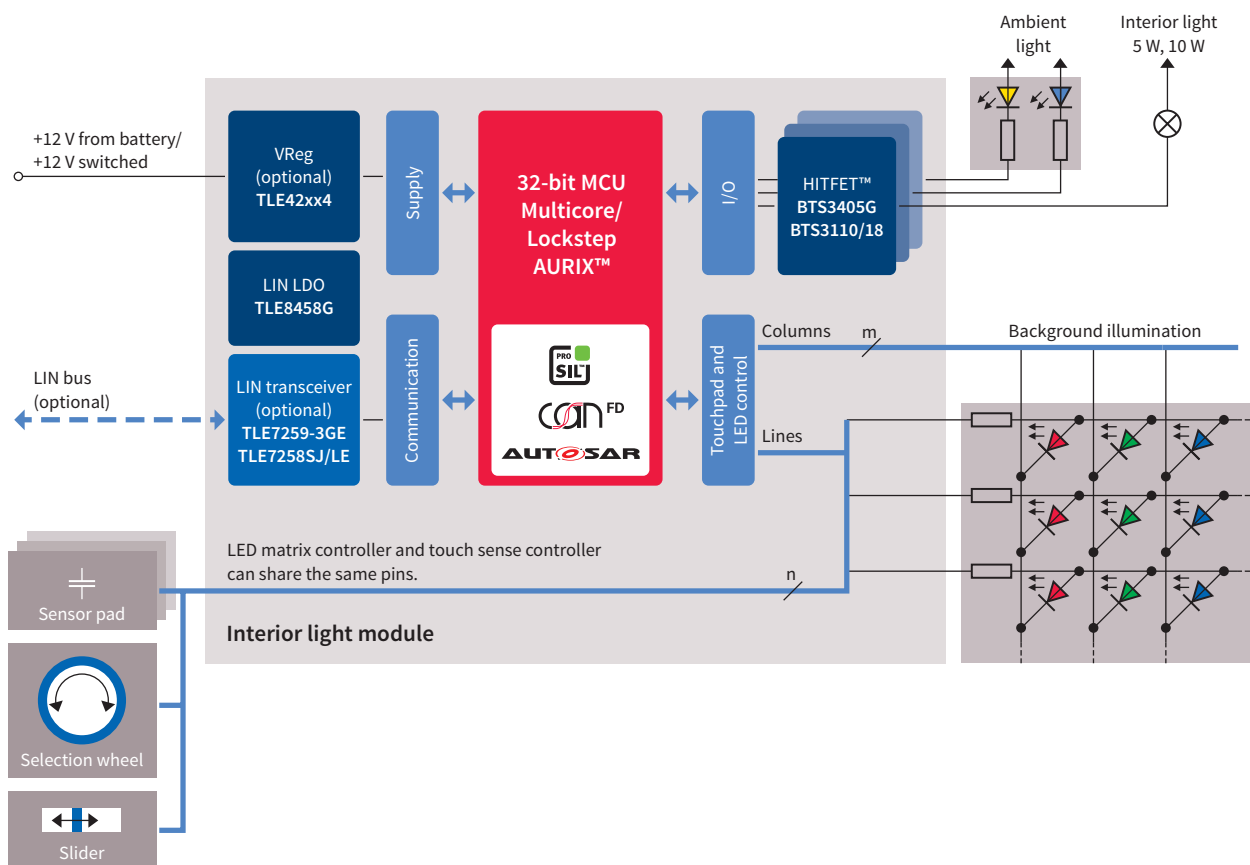 Ambient
light
Interior light
5 W, 10 W
+12 V from battery/
+12 V switched
VReg
(optional)
TLE42xx4
Supply
32-bit MCU
Multicore/
Lockstep
AURIX™
I/O
HITFET™
BTS3405G
BTS3110/18
LIN LDO
TLE8458G
LIN bus
(optional)
LIN transceiver
(optional)
TLE7259-3GE
TLE7258SJ/LE
Communication
PRO
SIL™
CAN FD
AUTOSAR
Touchpad and
LED control
Columns
m
Background illumination
Lines
LED matrix controller and touch sense controller
can share the same pins.
n
Interior light module
Sensor pad
Selection wheel
Slider